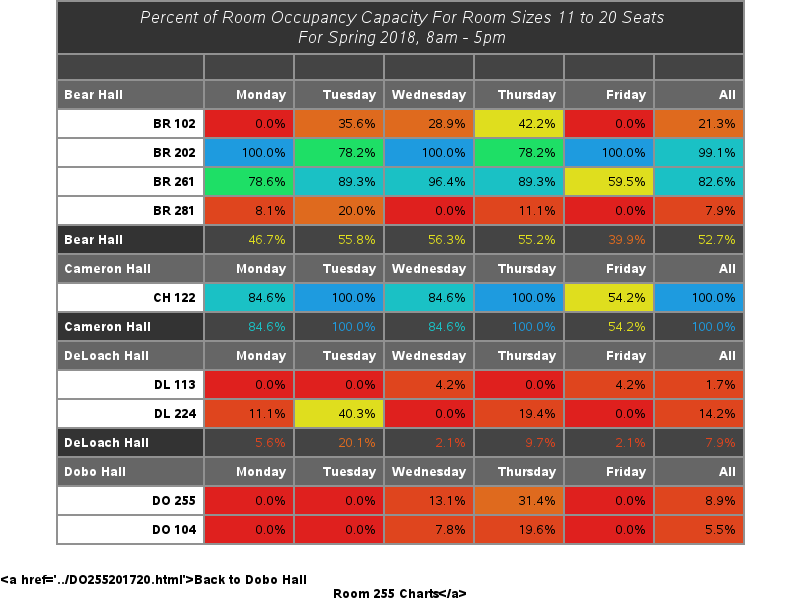 Percent of Room Occupancy Capacity For Room Sizes 11 to 20 Seats
For Spring 2018, 8am - 5pm
Bear Hall Monday Tuesday Wednesday Thursday Friday All
BR 102 0.0% 35.6% 28.9% 42.2% 0.0% 21.3%
BR 202 100.0% 78.2% 100.0% 78.2% 100.0% 99.1%
BR 261 78.6% 89.3% 96.4% 89.3% 59.5% 82.6%
BR 281 8.1% 20.0% 0.0% 11.1% 0.0% 7.9%
Bear Hall 46.7% 55.8% 56.3% 55.2% 39.9% 52.7%
Cameron Hall Monday Tuesday Wednesday Thursday Friday All
CH 122 84.6% 100.0% 84.6% 100.0% 54.2% 100.0%
Cameron Hall 84.6% 100.0% 84.6% 100.0% 54.2% 100.0%
DeLoach Hall Monday Tuesday Wednesday Thursday Friday All
DL 113 0.0% 0.0% 4.2% 0.0% 4.2% 1.7%
DL 224 11.1% 40.3% 0.0% 19.4% 0.0% 14.2%
DeLoach Hall 5.6% 20.1% 2.1% 9.7% 2.1% 7.9%
Dobo Hall Monday Tuesday Wednesday Thursday Friday All
DO 255 0.0% 0.0% 13.1% 31.4% 0.0% 8.9%
DO 104 0.0% 0.0% 7.8% 19.6% 0.0% 5.5%
<a href='../DO255201720.html'>Back to Dobo Hall
Room 255 Charts</a>